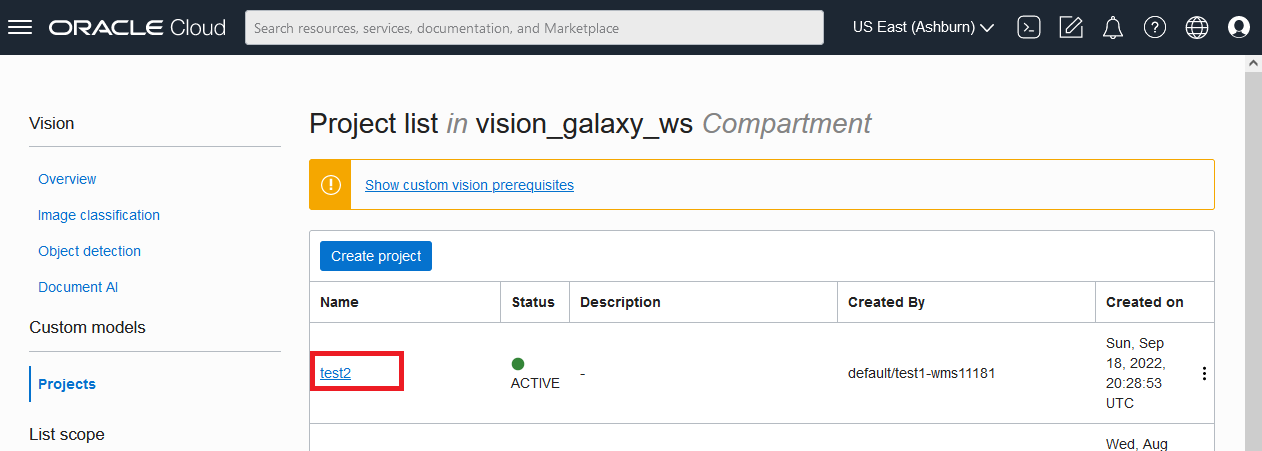 ORACLE Cloud
Search resources, services, documentation, and Marketplace
US East (Ashburn)
Vision
Overview
Image classification
Object detection
Document AI
Custom models
Projects
List scope
Project list in vision_galaxy_ws Compartment
Show custom vision prerequisites
Create project
Name Status Description Created By Created on
test2
ACTIVE
-
default/test1-wms11181
Sun, Sep
18, 2022,
20:28:53
UTC
Wed, Aug